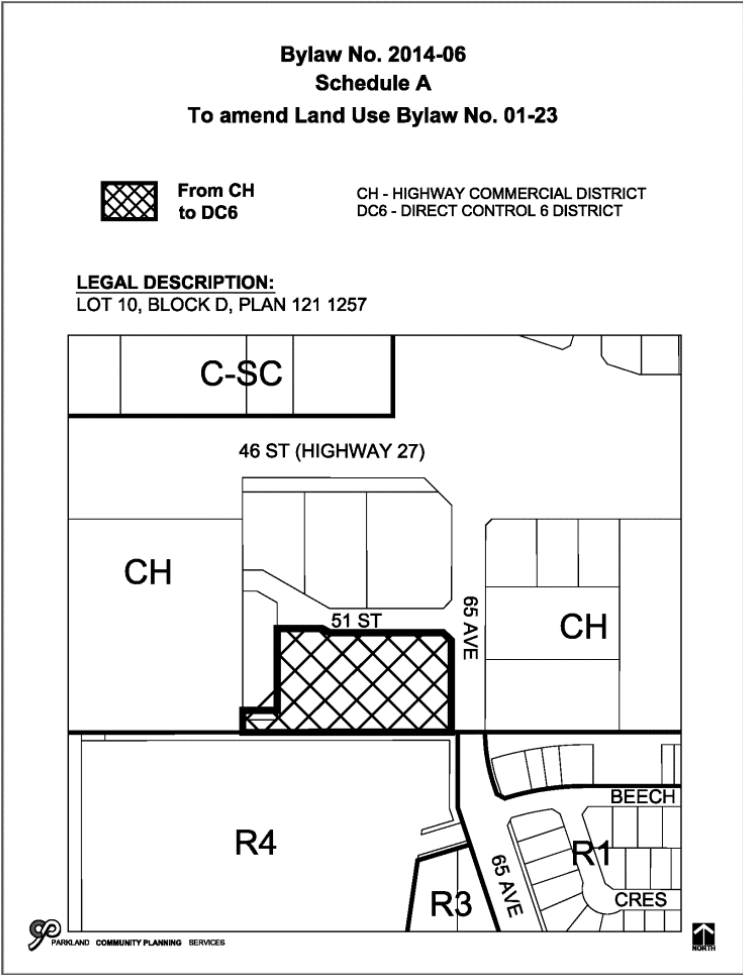 Bylaw No. 2014-06
Schedule A
To amend Land Use Bylaw No. 01-23
From CH
to DC6
CH - HIGHWAY COMMERCIAL DISTRICT
DC6 - DIRECT CONTROL 6 DISTRICT
LEGAL DESCRIPTION:
LOT 10, BLOCK D, PLAN 121 1257
C-SC
46 ST (HIGHWAY 27)
CH
51 ST
65 AVE
CH
BEECH
R4
R1
65 AVE
R3
CRES
PARKLAND COMMUNITY PLANNING SERVICES
NORTH